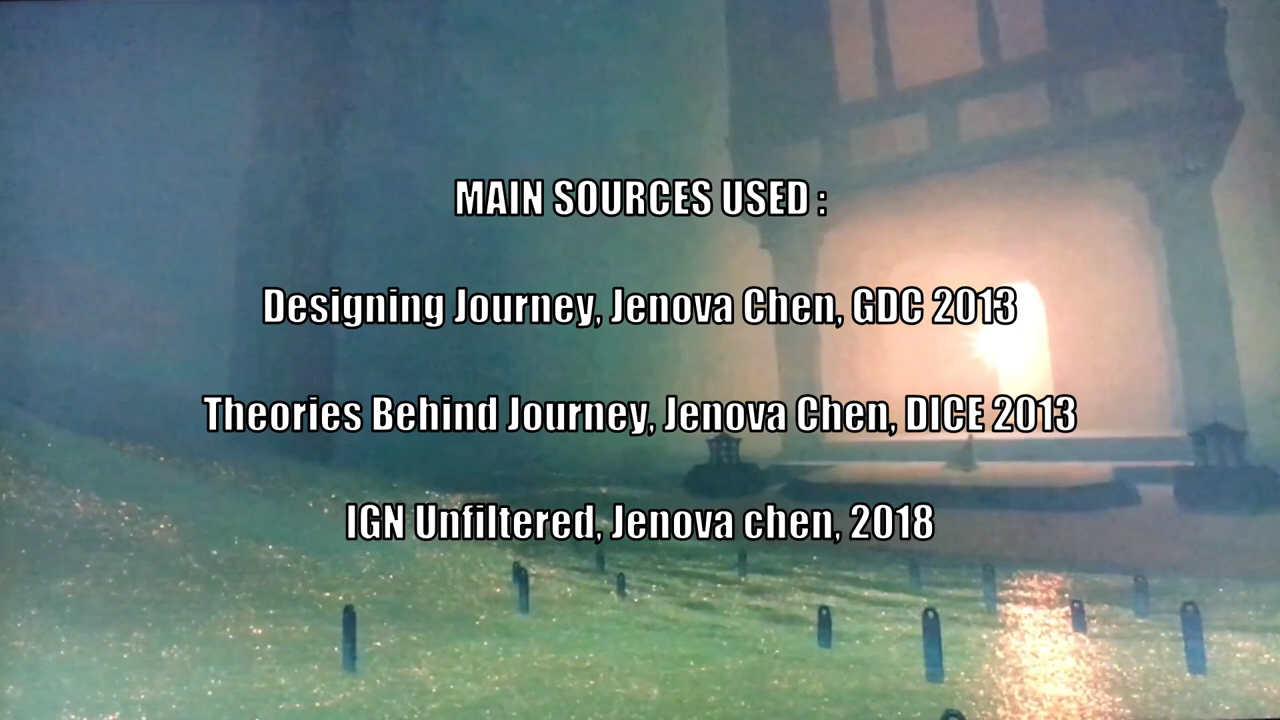 MAIN SOURCES USED :
Designing Journey, Jenova Chen, GDC 2013
Theories Behind Journey, Jenova Chen, DICE 2013
IGN Unfiltered, Jenova chen, 2018